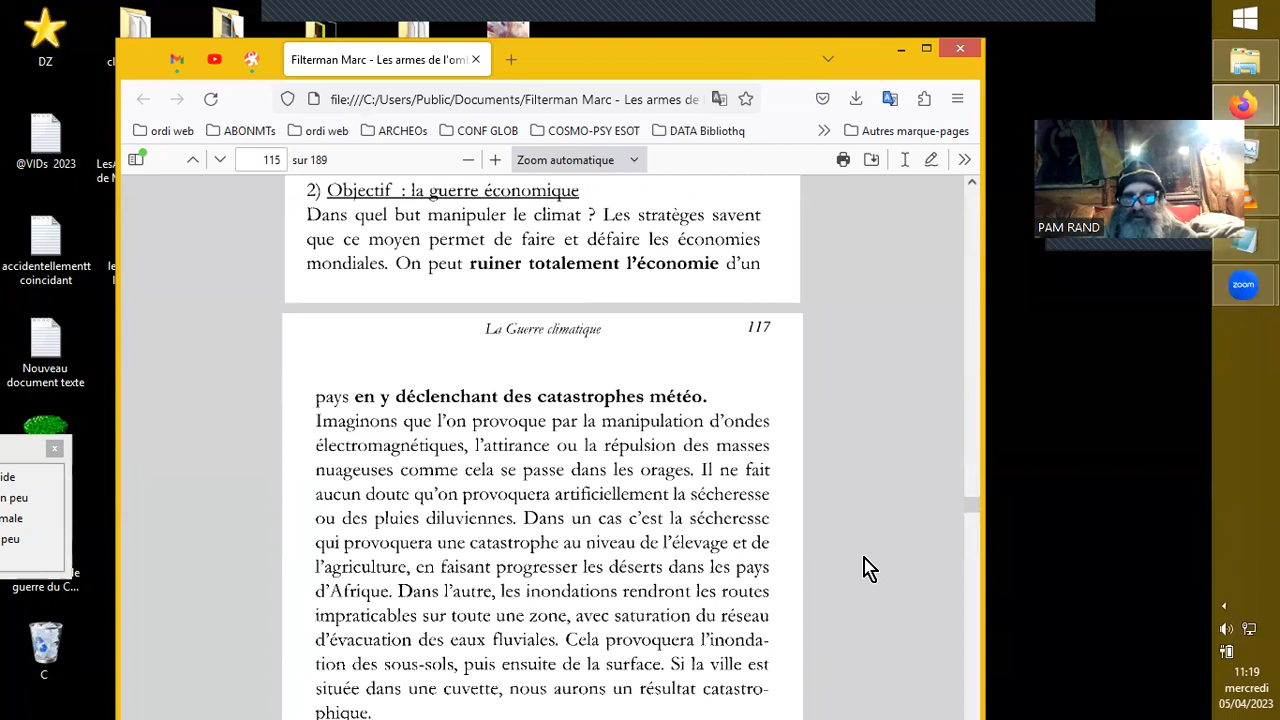 DZ
@VIDs 2023
accidentellementt
coincidant
Nouveau
document texte
guerre du C...
C
Filterman Marc - Les armes de l'oml
file:///C:/Users/Public/Documents/Filterman Marc - Les armes de
ordi web
ABONMTs
ordi web
ARCHEOs
CONF GLOB
COSMO-PSY ESOT
DATA Bibliothq
Autres marque-pages
115 sur 189
Zoom automatique
2) Objectif : la guerre économique
Dans quel but manipuler le climat ? Les stratèges savent
que ce moyen permet de faire et défaire les économies
mondiales. On peut ruiner totalement l'économie d'un
La Guerre climatique 117
pays en y déclenchant des catastrophes météo.
Imaginons que l'on provoque par la manipulation d'ondes
électromagnétiques, l'attirance ou la répulsion des masses
nuageuses comme cela se passe dans les orages. Il ne fait
aucun doute qu'on provoquera artificiellement la sécheresse
ou des pluies diluviennes. Dans un cas c'est la sécheresse
qui provoquera une catastrophe au niveau de l'élevage et de
l'agriculture, en faisant progresser les déserts dans les pays
d'Afrique. Dans l'autre, les inondations rendront les routes
impraticables sur toute une zone, avec saturation du réseau
d'évacuation des eaux fluviales. Cela provoquera l'inonda-
tion des sous-sols, puis ensuite de la surface. Si la ville est
située dans une cuvette, nous aurons un résultat catastro-
phique.
PAM RAND
zoom
11:19
mercredi
05/04/2023